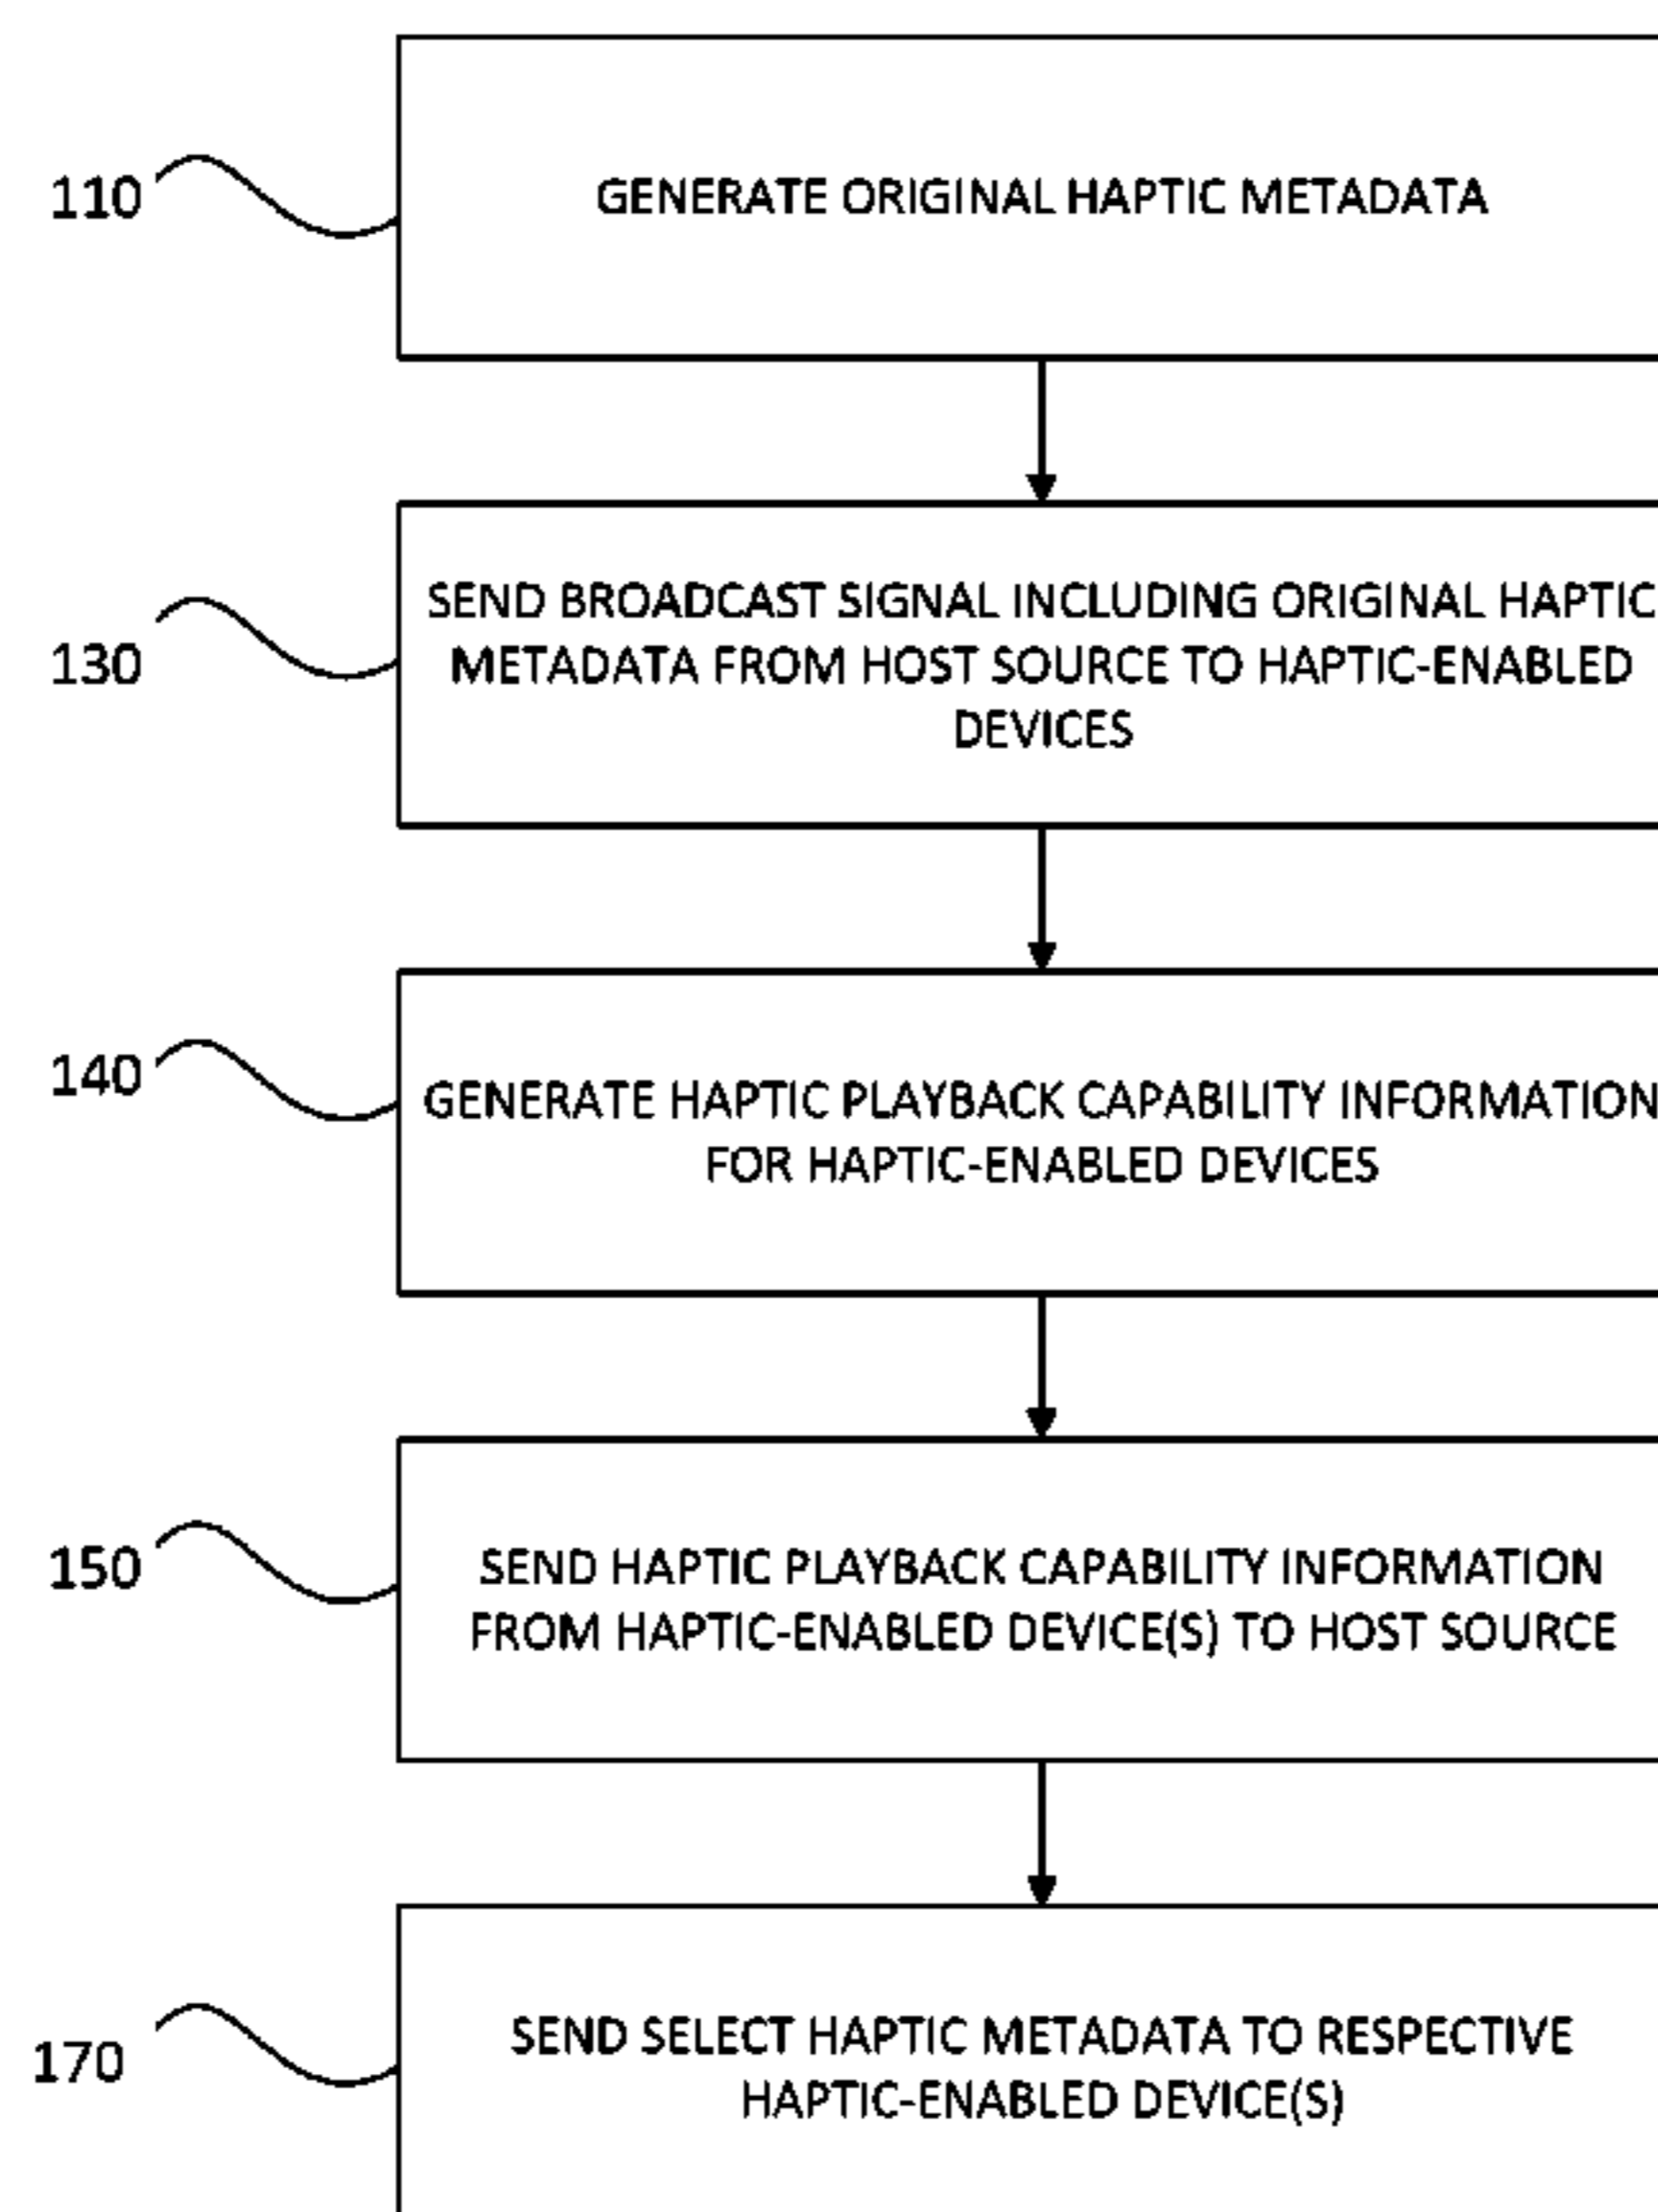 110
GENERATE ORIGINAL HAPTIC METADATA
130
SEND BROADCAST SIGNAL INCLUDING ORIGINAL HAPTIC
METADATA FROM HOST SOURCE TO HAPTIC-ENABLED
DEVICES
140
GENERATE HAPTIC PLAYBACK CAPABILITY INFORMATION
FOR HAPTIC-ENABLED DEVICES
150
SEND HAPTIC PLAYBACK CAPABILITY INFORMATION
FROM HAPTIC-ENABLED DEVICE(S) TO HOST SOURCE
170
SEND SELECT HAPTIC METADATA TO RESPECTIVE
HAPTIC-ENABLED DEVICE(S)